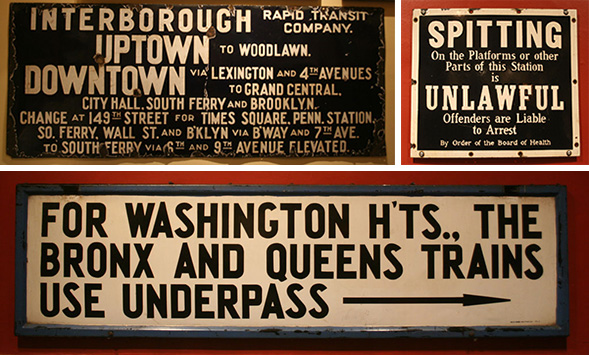 INTERBOROUGH RAPID TRANSIT COMPANY.
UPTOWN TO WOODLAWN.
DOWNTOWN VIA LEXINGTON AND 4TH AVENUES
TO GRAND CENTRAL,
CITY HALL, SOUTH FERRY AND BROOKLYN.
CHANGE AT 149TH STREET FOR TIMES SQUARE, PENN. STATION,
SO. FERRY, WALL ST. AND B'KLYN VIA B'WAY AND 7TH AVE.
TO SOUTH FERRY VIA 6TH AND 9TH AVENUE ELEVATED.
SPITTING
On the Platforms or other
Parts of this Station
is
UNLAWFUL
Offenders are Liable
to Arrest
By Order of the Board of Health
FOR WASHINGTON H'TS., THE
BRONX AND QUEENS TRAINS
USE UNDERPASS